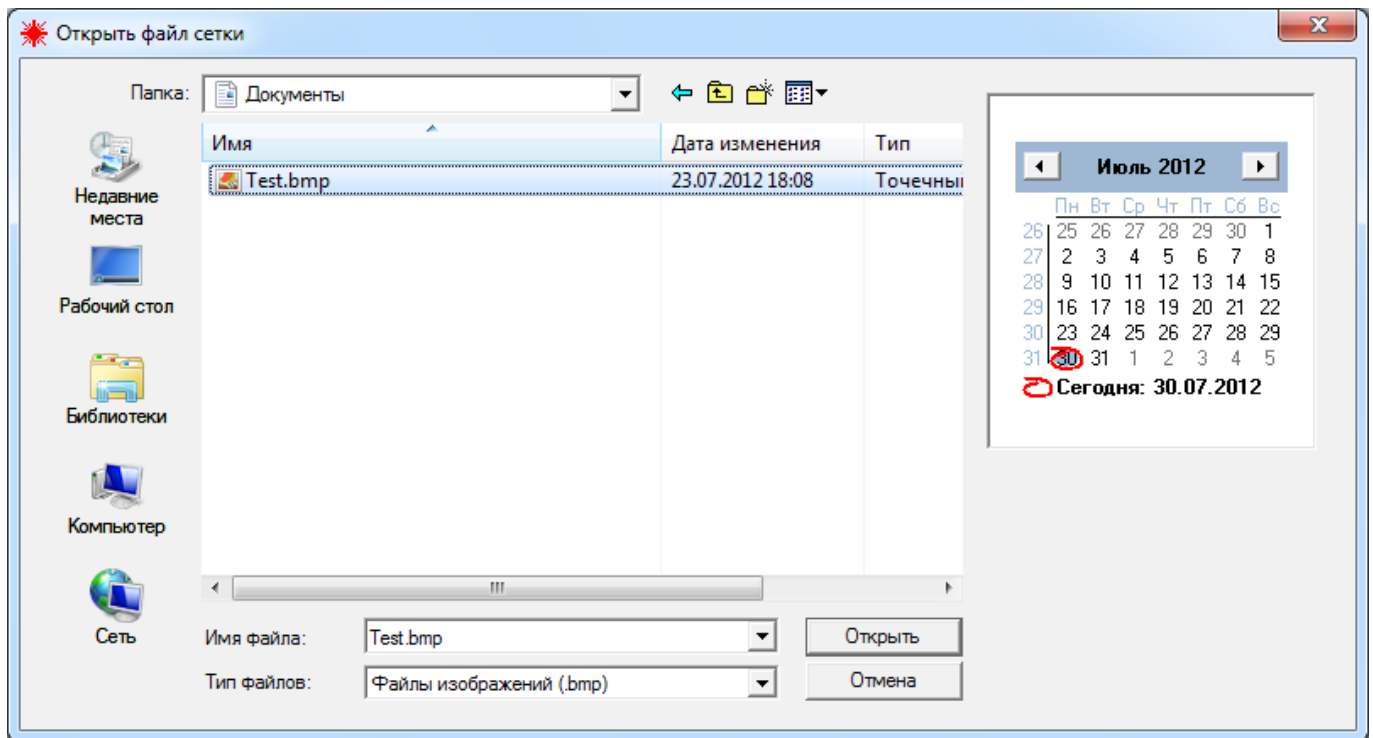 Открыть файл сетки
Папка:
Документы
Недавние
места
Рабочий стол
Библиотеки
Компьютер
Сеть
Имя Дата изменения Тип
Test.bmp 23.07.2012 18:08 Точечный
Имя файла: Test.bmp Открыть
Тип файлов: Файлы изображений (.bmp) Отмена
Июль 2012
Пн Вт Ср Чт Пт Сб Вс
26 25 26 27 28 29 30 1
27 2 3 4 5 6 7 8
28 9 10 11 12 13 14 15
29 16 17 18 19 20 21 22
30 23 24 25 26 27 28 29
31 30 31 1 2 3 4 5
Сегодня: 30.07.2012